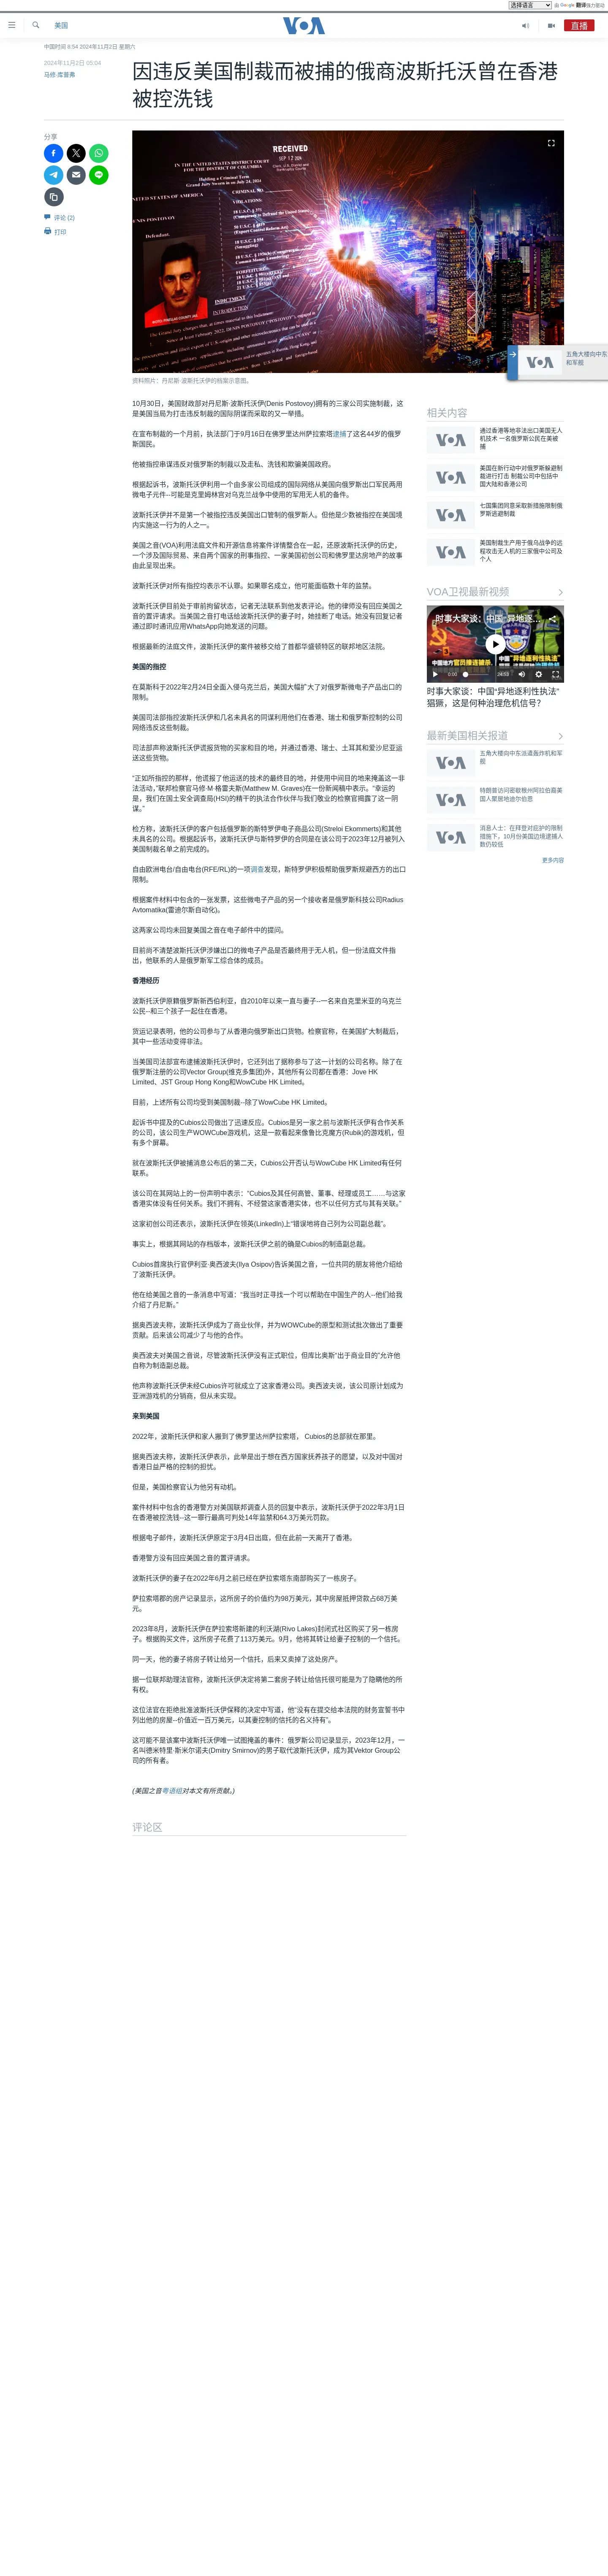 选择语言 由 Google 翻译强力驱动
美国
VOA
直播
中国时间 8:54 2024年11月2日 星期六
2024年11月2日 05:04
马修·库普弗
因违反美国制裁而被捕的俄商波斯托沃曾在香港
被控洗钱
分享
评论 (2)
打印
RECEIVED
SEP 12 2024
IN THE UNITED STATES DISTRICT COURT
INDICTMENT
INTRODUCTION
资料照片：丹尼斯·波斯托沃伊的档案示意图。
五角大楼向中东
和军舰
10月30日，美国财政部对丹尼斯·波斯托沃伊(Denis Postovoy)拥有的三家公司实施制裁，这
是美国当局为打击违反制裁的国际阴谋而采取的又一举措。
在宣布制裁的一个月前，执法部门于9月16日在佛罗里达州萨拉索塔逮捕了这名44岁的俄罗
斯国民。
他被指控串谋违反对俄罗斯的制裁以及走私、洗钱和欺骗美国政府。
根据起诉书，波斯托沃伊利用一个由多家公司组成的国际网络从美国向俄罗斯出口军民两用
微电子元件--可能是克里姆林宫对乌克兰战争中使用的军用无人机的备件。
波斯托沃伊并不是第一个被指控违反美国出口管制的俄罗斯人。但他是少数被指控在美国境
内实施这一行为的人之一。
美国之音(VOA)利用法庭文件和开源信息将案件详情整合在一起，还原波斯托沃伊的历史，
一个涉及国际贸易、来自两个国家的刑事指控、一家美国初创公司和佛罗里达房地产的故事
由此呈现出来。
波斯托沃伊对所有指控均表示不认罪。如果罪名成立，他可能面临数十年的监禁。
波斯托沃伊目前处于审前拘留状态，记者无法联系到他发表评论。他的律师没有回应美国之
音的置评请求。当美国之音打电话给波斯托沃伊的妻子时，她挂断了电话。她没有回复记者
通过即时通讯应用WhatsApp向她发送的问题。
根据最新的法庭文件，波斯托沃伊的案件被移交给了首都华盛顿特区的联邦地区法院。
美国的指控
在莫斯科于2022年2月24日全面入侵乌克兰后，美国大幅扩大了对俄罗斯微电子产品出口的
限制。
美国司法部指控波斯托沃伊和几名未具名的同谋利用他们在香港、瑞士和俄罗斯控制的公司
网络违反这些制裁。
司法部声称波斯托沃伊谎报货物的买家和目的地，并通过香港、瑞士、土耳其和爱沙尼亚运
送这些货物。
“正如所指控的那样，他谎报了他运送的技术的最终目的地，并使用中间目的地来掩盖这一非
法活动，”联邦检察官马修·M·格雷夫斯(Matthew M. Graves)在一份新闻稿中表示。“幸运的
是，我们在国土安全调查局(HSI)的精干的执法合作伙伴与我们敬业的检察官揭露了这一阴
谋。”
检方称，波斯托沃伊的客户包括俄罗斯的斯特罗伊电子商品公司(Streloi Ekommerts)和其他
未具名的公司。根据起诉书，波斯托沃伊与斯特罗伊的合同是在该公司于2023年12月被列入
美国制裁名单之前完成的。
自由欧洲电台/自由电台(RFE/RL)的一项调查发现，斯特罗伊积极帮助俄罗斯规避西方的出口
限制。
根据案件材料中包含的一张发票，这些微电子产品的另一个接收者是俄罗斯科技公司Radius
Avtomatika(雷迪尔斯自动化)。
这两家公司均未回复美国之音在电子邮件中的提问。
目前尚不清楚波斯托沃伊涉嫌出口的微电子产品是否最终用于无人机，但一份法庭文件指
出，他联系的人是俄罗斯军工综合体的成员。
香港经历
波斯托沃伊原籍俄罗斯新西伯利亚，自2010年以来一直与妻子--一名来自克里米亚的乌克兰
公民--和三个孩子一起住在香港。
货运记录表明，他的公司参与了从香港向俄罗斯出口货物。检察官称，在美国扩大制裁后，
其中一些活动变得非法。
当美国司法部宣布逮捕波斯托沃伊时，它还列出了据称参与了这一计划的公司名称。除了在
俄罗斯注册的公司Vector Group(维克多集团)外，其他所有公司都在香港：Jove HK
Limited、JST Group Hong Kong和WowCube HK Limited。
目前，上述所有公司均受到美国制裁--除了WowCube HK Limited。
起诉书中提及的Cubios公司做出了迅速反应。Cubios是另一家之前与波斯托沃伊有合作关系
的公司，该公司生产WOWCube游戏机，这是一款看起来像鲁比克魔方(Rubik)的游戏机，但
有多个屏幕。
就在波斯托沃伊被捕消息公布后的第二天，Cubios公开否认与WowCube HK Limited有任何
联系。
该公司在其网站上的一份声明中表示：“Cubios及其任何高管、董事、经理或员工……与这家
香港实体没有任何关系。我们不拥有、不经营这家香港实体，也不以任何方式与其有关联。”
这家初创公司还表示，波斯托沃伊在领英(LinkedIn)上“错误地将自己列为公司副总裁”。
事实上，根据其网站的存档版本，波斯托沃伊之前的确是Cubios的制造副总裁。
Cubios首席执行官伊利亚·奥西波夫(Ilya Osipov)告诉美国之音，一位共同的朋友将他介绍给
了波斯托沃伊。
他在给美国之音的一条消息中写道：“我当时正寻找一个可以帮助在中国生产的人--他们给我
介绍了丹尼斯。”
据奥西波夫称，波斯托沃伊成为了商业伙伴，并为WOWCube的原型和测试批次做出了重要
贡献。后来该公司减少了与他的合作。
奥西波夫对美国之音说，尽管波斯托沃伊没有正式职位，但库比奥斯“出于商业目的”允许他
自称为制造副总裁。
他声称波斯托沃伊未经Cubios许可就成立了这家香港公司。奥西波夫说，该公司原计划成为
亚洲游戏机的分销商，但从未实现。
来到美国
2022年，波斯托沃伊和家人搬到了佛罗里达州萨拉索塔， Cubios的总部就在那里。
据奥西波夫称，波斯托沃伊表示，此举是出于想在西方国家抚养孩子的愿望，以及对中国对
香港日益严格的控制的担忧。
但是，美国检察官认为他另有动机。
案件材料中包含的香港警方对美国联邦调查人员的回复中表示，波斯托沃伊于2022年3月1日
在香港被控洗钱--这一罪行最高可判处14年监禁和64.3万美元罚款。
根据电子邮件，波斯托沃伊原定于3月4日出庭，但在此前一天离开了香港。
香港警方没有回应美国之音的置评请求。
波斯托沃伊的妻子在2022年6月之前已经在萨拉索塔东南部购买了一栋房子。
萨拉索塔郡的房产记录显示，这所房子的价值约为98万美元，其中房屋抵押贷款占68万美
元。
2023年8月，波斯托沃伊在萨拉索塔新建的利沃湖(Rivo Lakes)封闭式社区购买了另一栋房
子。根据购买文件，这所房子花费了113万美元。9月，他将其转让给妻子控制的一个信托。
同一天，他的妻子将房子转让给另一个信托，后来又卖掉了这处房产。
据一位联邦助理法官称，波斯托沃伊决定将第二套房子转让给信托很可能是为了隐瞒他的所
有权。
这位法官在拒绝批准波斯托沃伊保释的决定中写道，他“没有在提交给本法院的财务宣誓书中
列出他的房屋--价值近一百万美元，以其妻控制的信托的名义持有”。
这可能不是该案中波斯托沃伊唯一试图掩盖的事件：俄罗斯公司记录显示，2023年12月，一
名叫德米特里·斯米尔诺夫(Dmitry Smirnov)的男子取代波斯托沃伊，成为其Vektor Group公
司的所有者。
(美国之音粤语组对本文有所贡献。)
评论区
相关内容
通过香港等地非法出口美国无人
机技术 一名俄罗斯公民在美被
捕
美国在新行动中对俄罗斯躲避制
裁进行打击 制裁公司中包括中
国大陆和香港公司
七国集团同意采取新措施限制俄
罗斯逃避制裁
美国制裁生产用于俄乌战争的远
程攻击无人机的三家俄中公司及
个人
VOA卫视最新视频
时事大家谈：中国“异地逐…
0:00 24:53
时事大家谈：中国“异地逐利性执法”
猖獗，这是何种治理危机信号？
最新美国相关报道
五角大楼向中东派遣轰炸机和军
舰
特朗普访问密歇根州阿拉伯裔美
国人聚居地迪尔伯恩
消息人士：在拜登对庇护的限制
措施下，10月份美国边境逮捕人
数仍较低
更多内容